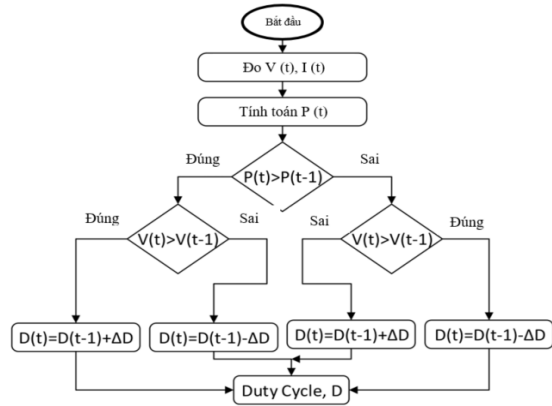 Bắt đầu
Đo V (t), I (t)
Tính toán P (t)
Đúng
Sai
P(t)>P(t-1)
Đúng
Sai
Sai
Đúng
V(t)>V(t-1)
V(t)>V(t-1)
D(t)=D(t-1)+ΔD
D(t)=D(t-1)-ΔD
D(t)=D(t-1)+ΔD
D(t)=D(t-1)-ΔD
Duty Cycle, D